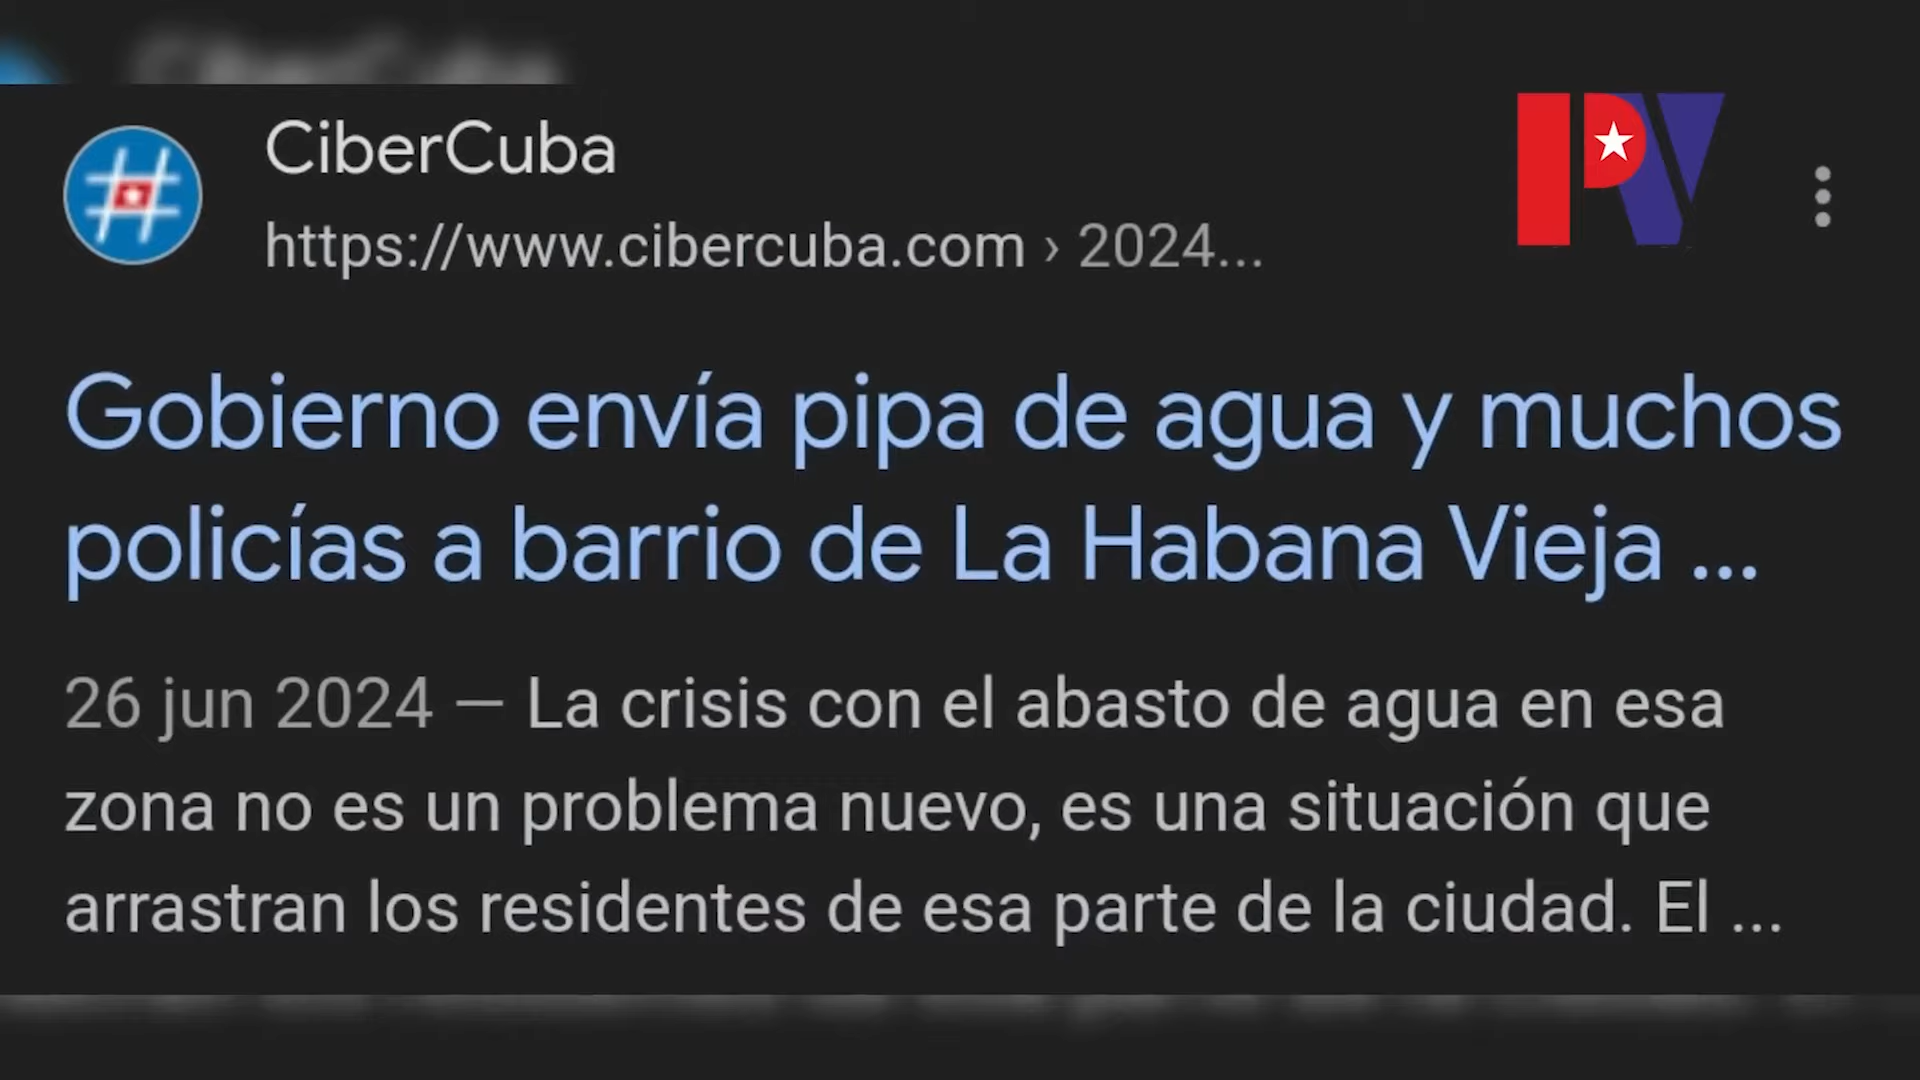 CiberCuba
https://www.cibercuba.com › 2024...
PV
Gobierno envía pipa de agua y muchos
policías a barrio de La Habana Vieja ...
26 jun 2024 — La crisis con el abasto de agua en esa
zona no es un problema nuevo, es una situación que
arrastran los residentes de esa parte de la ciudad. El ...